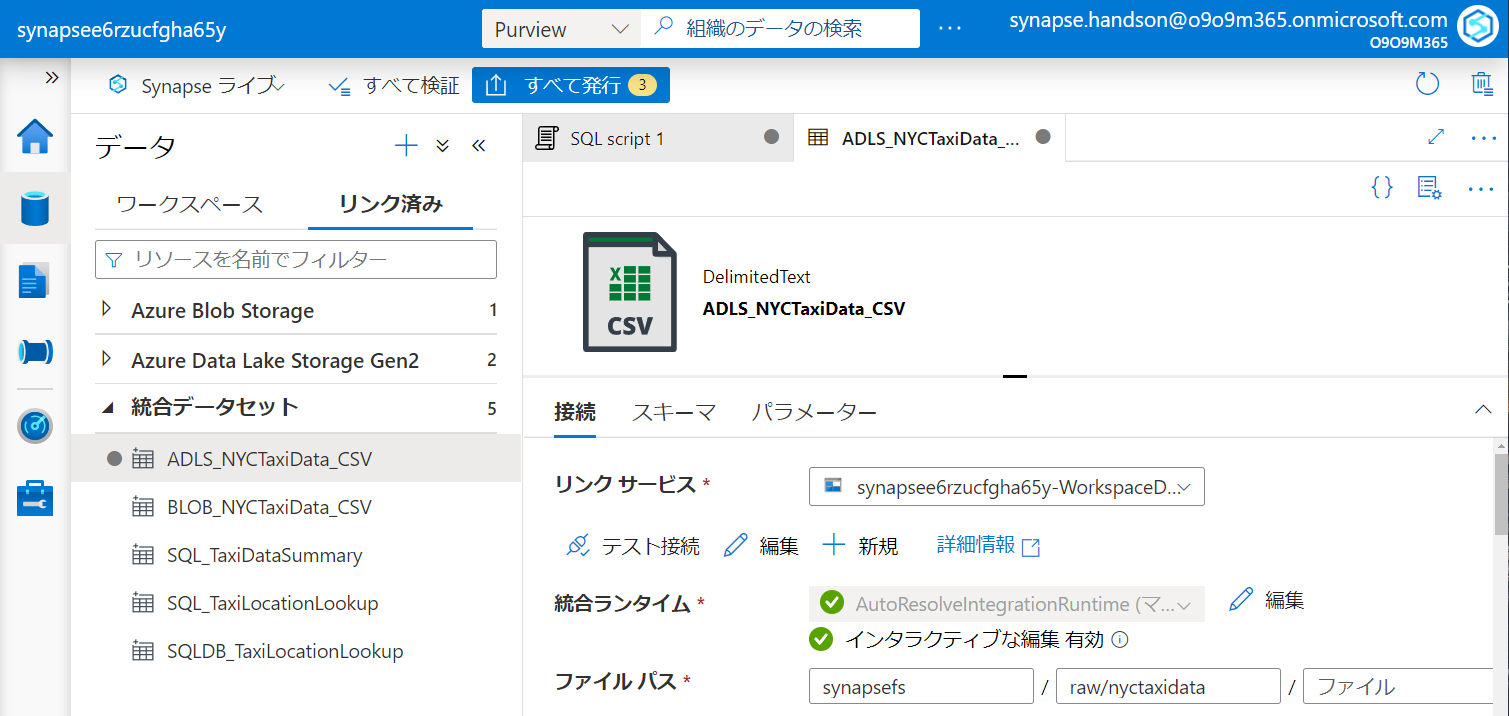 synapsee6rzucfgha65y
Purview
組織のデータの検索
synapse.handson@o9o9m365.onmicrosoft.com
O9O9M365
Synapse ライブ
すべて検証
すべて発行 3
データ
ワークスペース
リンク済み
リソースを名前でフィルター
Azure Blob Storage 1
Azure Data Lake Storage Gen2 2
統合データセット 5
ADLS_NYCTaxiData_CSV
BLOB_NYCTaxiData_CSV
SQL_TaxiDataSummary
SQL_TaxiLocationLookup
SQLDB_TaxiLocationLookup
SQL script 1
ADLS_NYCTaxiData_...
{}
X
CSV
DelimitedText
ADLS_NYCTaxiData_CSV
接続 スキーマ パラメーター
リンク サービス * synapsee6rzucfgha65y-WorkspaceD...
テスト接続 編集 新規 詳細情報
統合ランタイム * AutoResolveIntegrationRuntime (マ... 編集
インタラクティブな編集 有効
ファイル パス * synapsefs / raw/nyctaxidata / ファイル